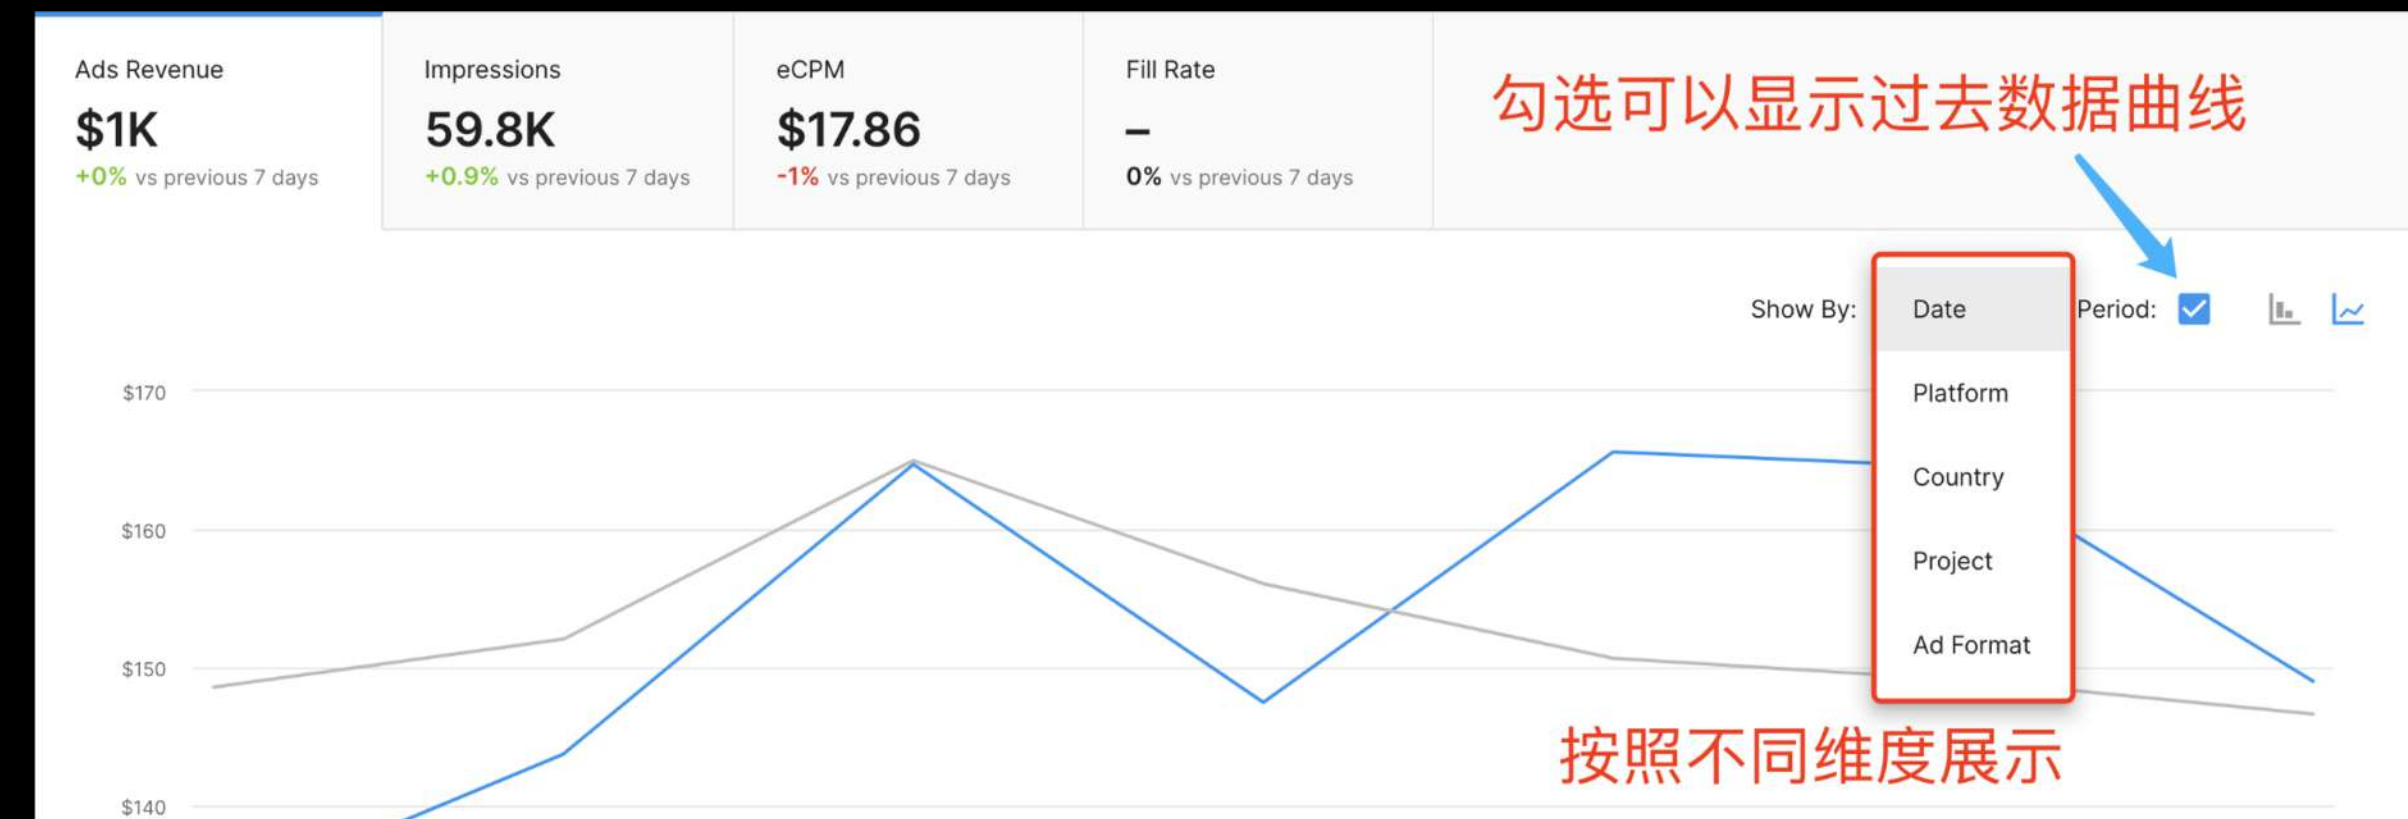 Ads Revenue
$1K
+0% vs previous 7 days
Impressions
59.8K
+0.9% vs previous 7 days
eCPM
$17.86
-1% vs previous 7 days
Fill Rate
–
0% vs previous 7 days
勾选可以显示过去数据曲线
Show By:
Date
Platform
Country
Project
Ad Format
Period:
$170
$160
$150
$140
按照不同维度展示